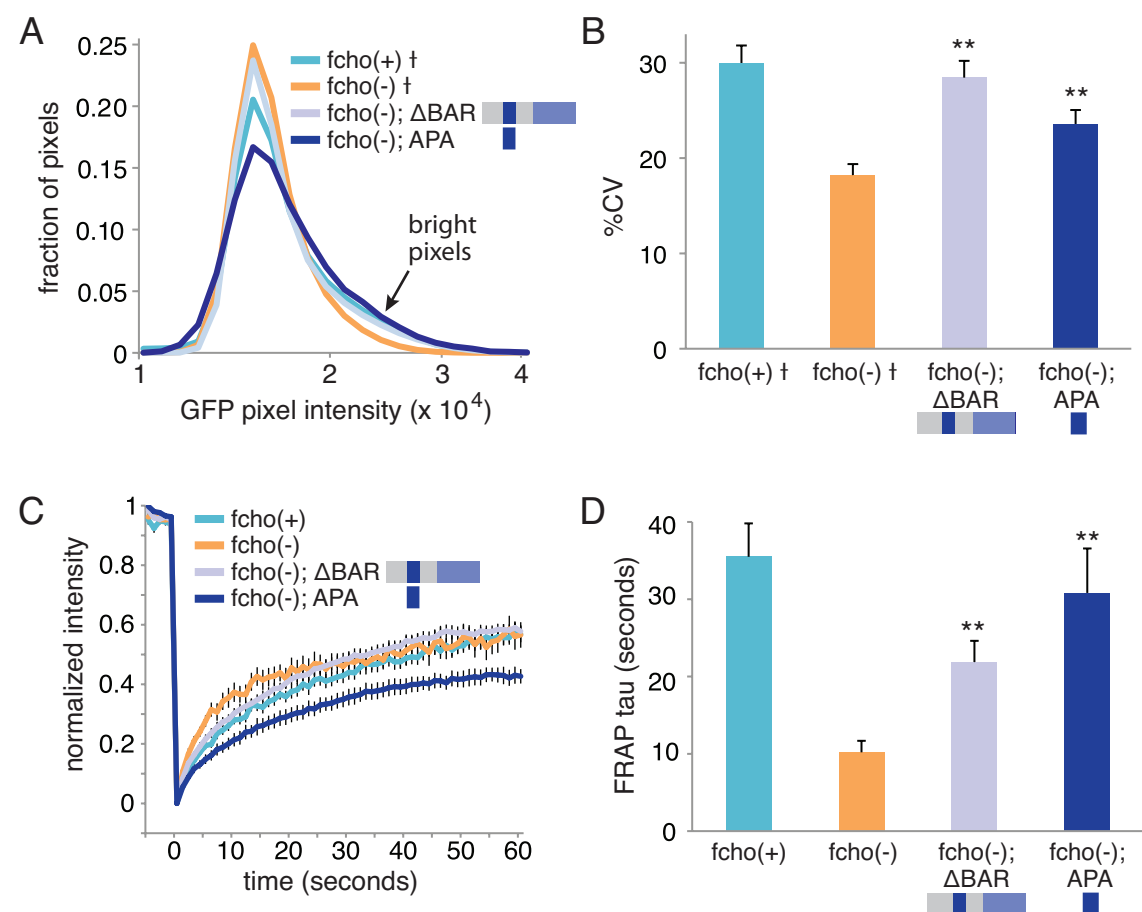 A
0.25
0.20
0.15
0.10
0.05
0
fraction of pixels
fcho(+) ƚ
fcho(-) ƚ
fcho(-); ΔBAR
fcho(-); APA
bright
pixels
1
2
3
4
GFP pixel intensity (x 10⁴)
B
30
20
10
0
%CV
**
**
fcho(+) ƚ
fcho(-) ƚ
fcho(-);
ΔBAR
fcho(-);
APA
C
1
0.8
0.6
0.4
0.2
0
normalized intensity
fcho(+)
fcho(-)
fcho(-); ΔBAR
fcho(-); APA
0 10 20 30 40 50 60
time (seconds)
D
40
30
20
10
0
FRAP tau (seconds)
**
**
fcho(+)
fcho(-)
fcho(-);
ΔBAR
fcho(-);
APA